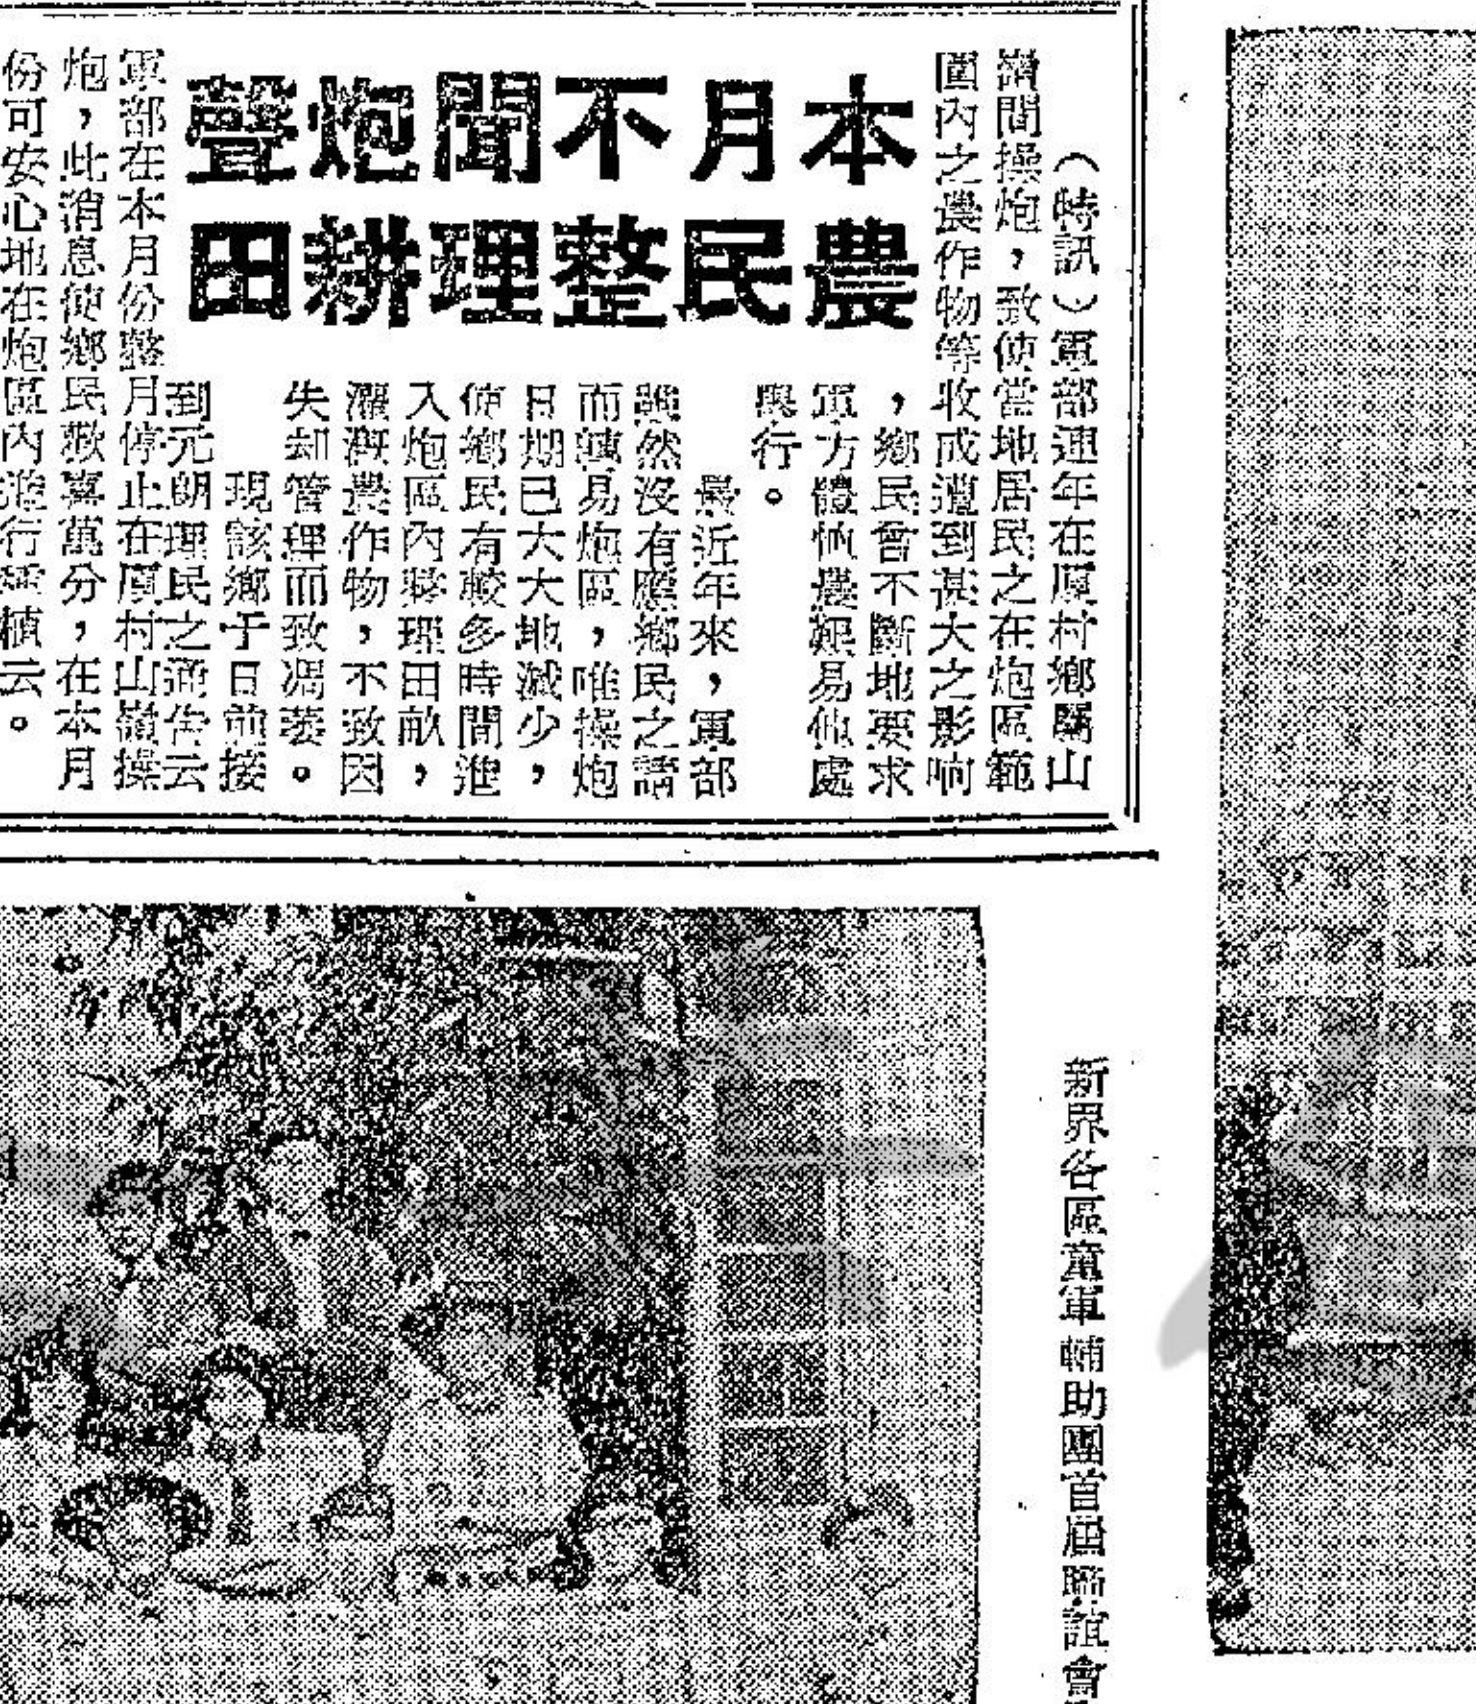 本月不聞炮聲
農民整理耕田
（時訊）軍部連年在厦村鄉屬山
嶺間操炮，致使當地居民之在炮區範
圍内之農作物等收成遭到甚大之影响
，鄉民曾不斷地要求
軍方體恤農艱易他處
舉行。
最近年來，軍部
雖然沒有應鄉民之請
而轉易炮區，唯操炮
日期已大大地減少，
使鄉民有較多時間進
入炮區内整理田畝，
灌溉農作物，不致因
失却管理而致凋萎。
現該鄉于日前接
到元朗理民之通告云
軍部在本月份整月停止在厦村山嶺操
炮，此消息使鄉民歡喜萬分，在本月
份可安心地在炮區内進行種植云。
新界各區童軍輔助團首屆聯誼會